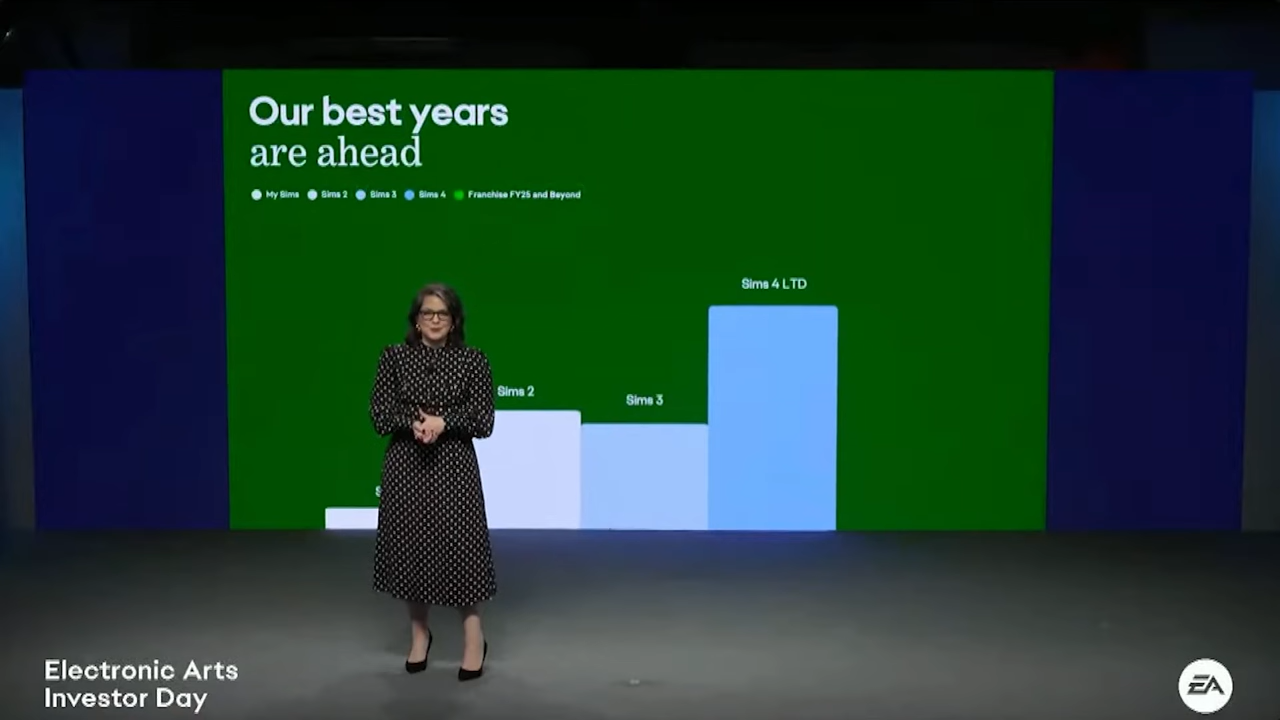 Our best years
are ahead
My Sims Sims 2 Sims 3 Sims 4 Franchise FY25 and Beyond
Sims 4 LTD
Sims 2
Sims 3
Electronic Arts
Investor Day
EA